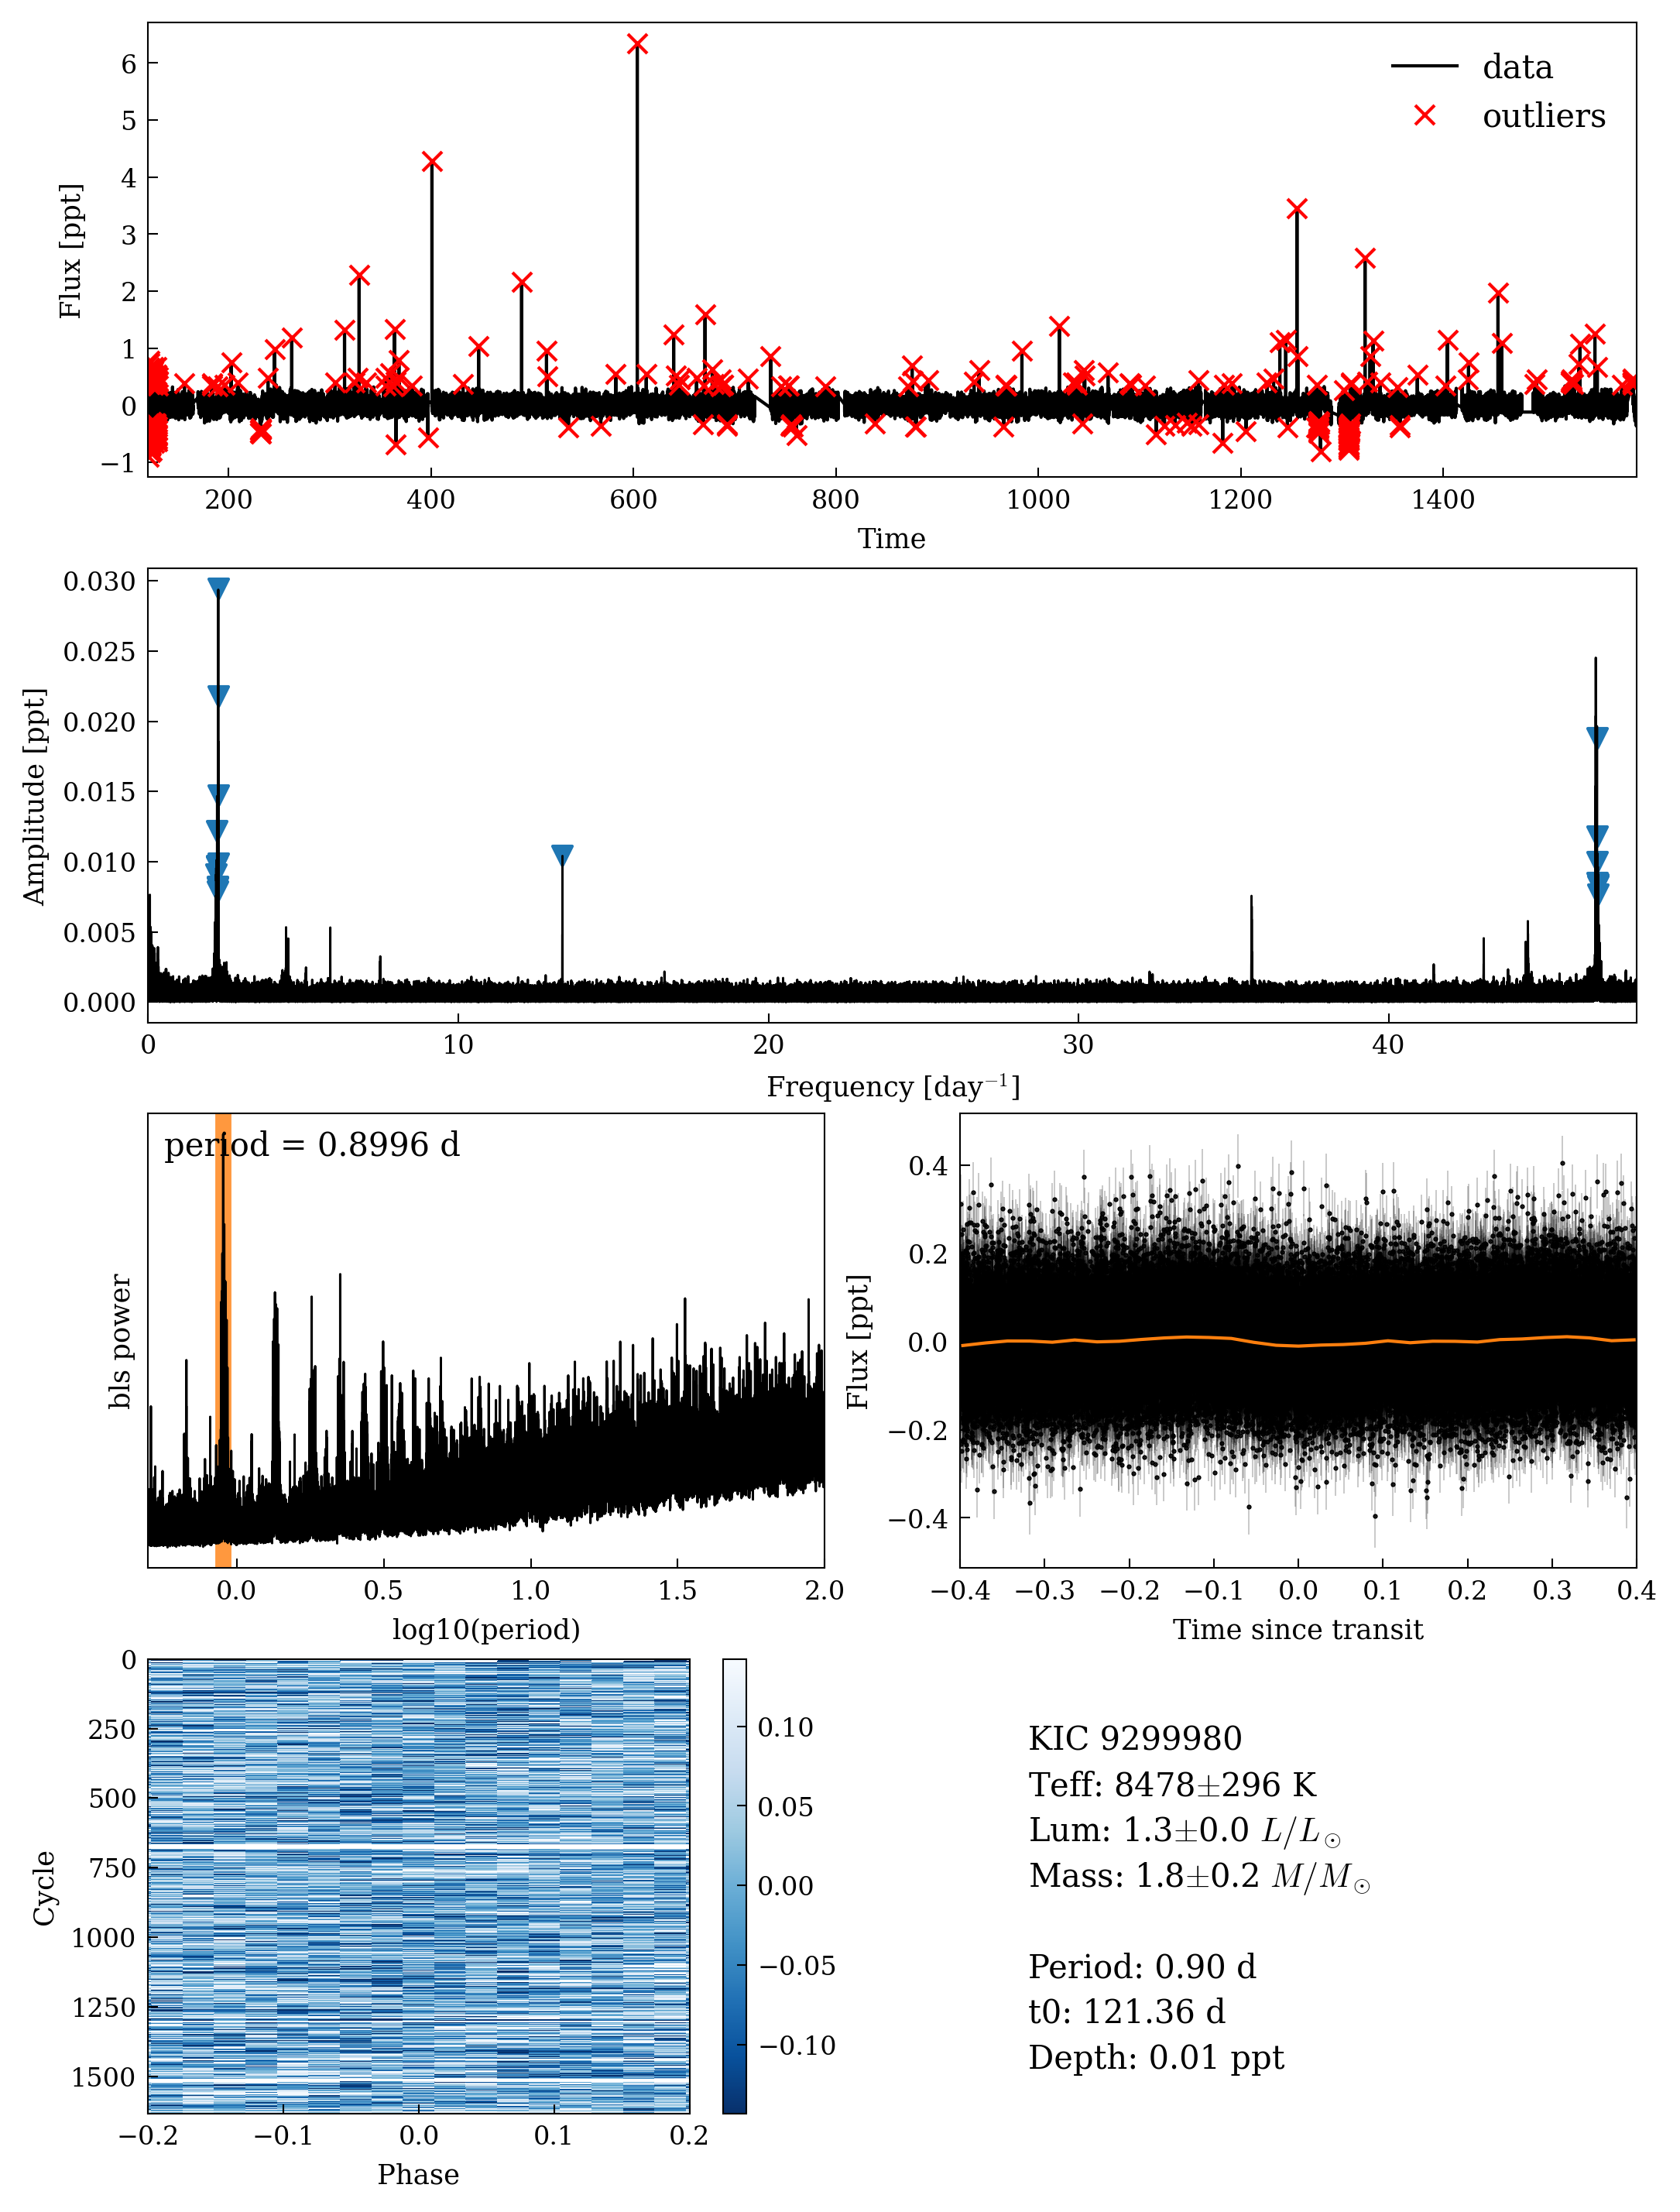 data
outliers
Flux [ppt]
6
5
4
3
2
1
0
−1
200 400 600 800 1000 1200 1400
Time
Amplitude [ppt]
0.030
0.025
0.020
0.015
0.010
0.005
0.000
0 10 20 30 40
Frequency [day⁻¹]
period = 0.8996 d
bls power
0.0 0.5 1.0 1.5 2.0
log10(period)
Flux [ppt]
0.4
0.2
0.0
−0.2
−0.4
−0.4 −0.3 −0.2 −0.1 0.0 0.1 0.2 0.3 0.4
Time since transit
Cycle
0
250
500
750
1000
1250
1500
−0.2 −0.1 0.0 0.1 0.2
Phase
0.10
0.05
0.00
−0.05
−0.10
KIC 9299980
Teff: 8478±296 K
Lum: 1.3±0.0 L/L⊙
Mass: 1.8±0.2 M/M⊙
Period: 0.90 d
t0: 121.36 d
Depth: 0.01 ppt